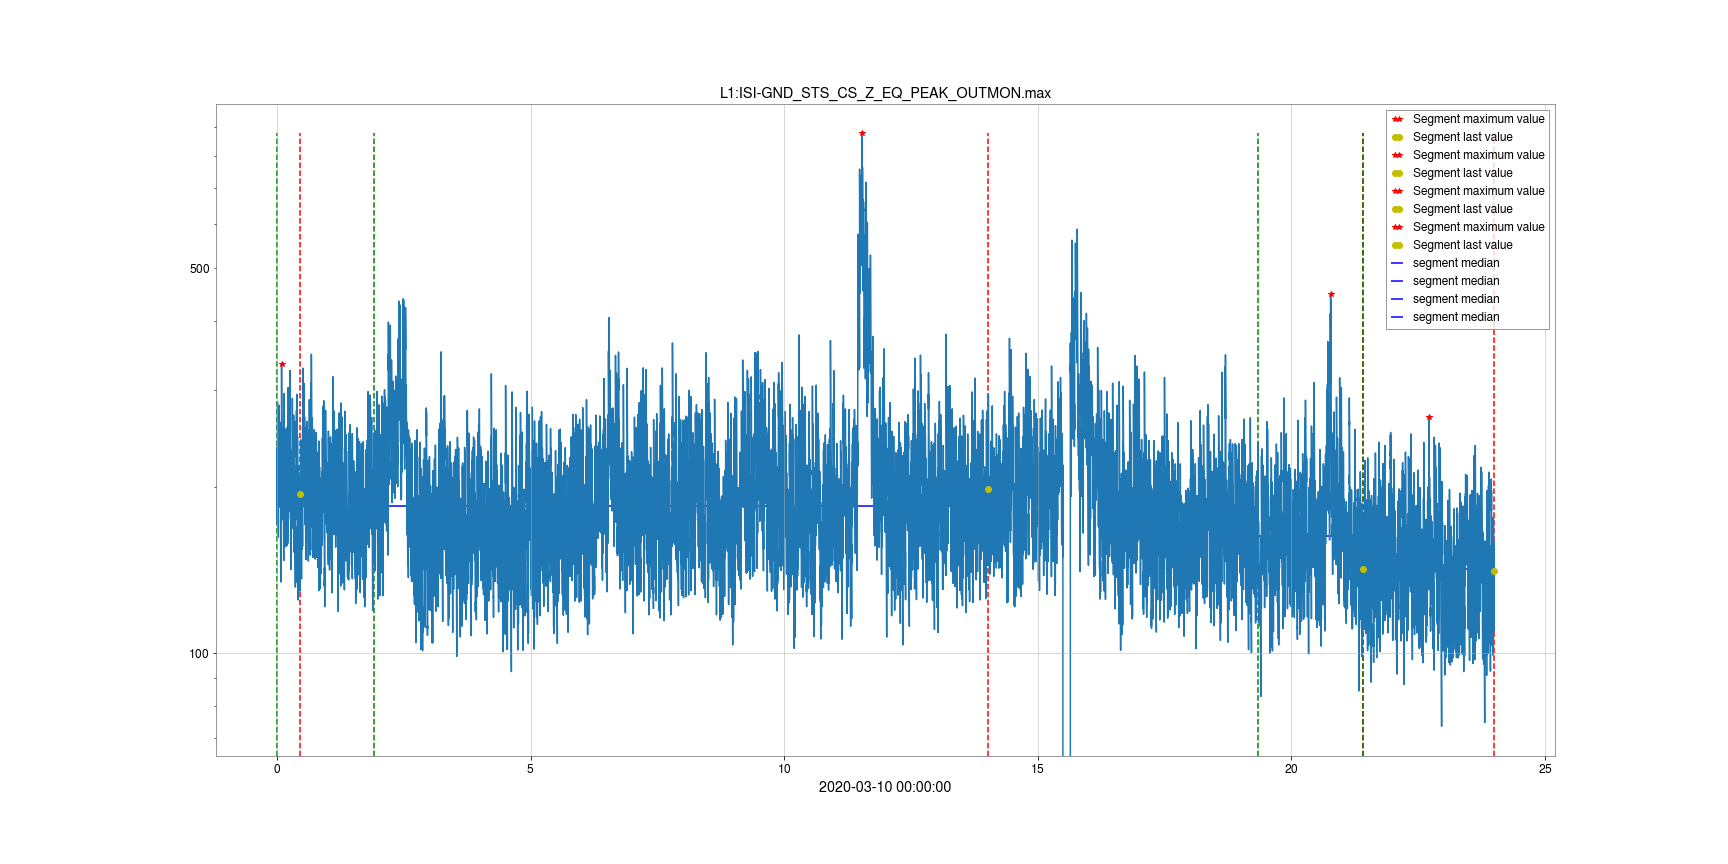 L1:ISI-GND_STS_CS_Z_EQ_PEAK_OUTMON.max
Segment maximum value
Segment last value
Segment maximum value
Segment last value
Segment maximum value
Segment last value
Segment maximum value
Segment last value
segment median
segment median
segment median
segment median
500
100
0 5 10 15 20 25
2020-03-10 00:00:00